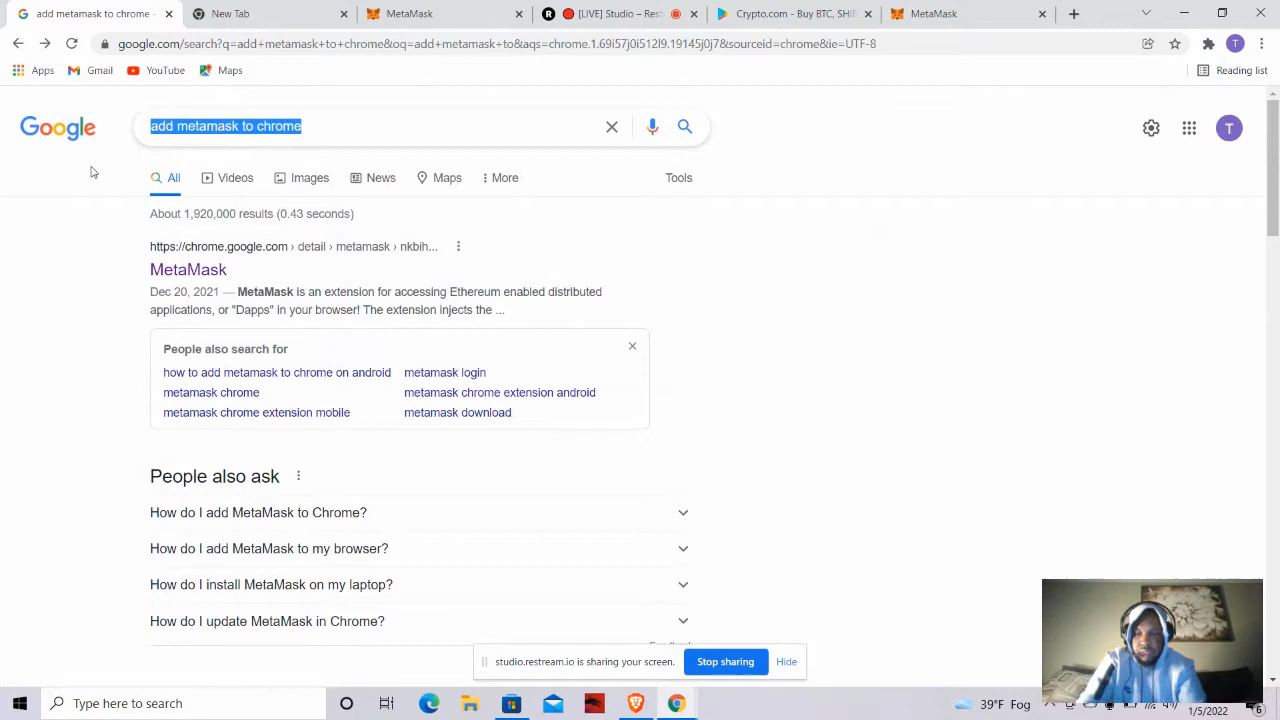 add metamask to chrome
New Tab
MetaMask
[LIVE] Studio – Rest
Crypto.com - Buy BTC, SHIB
MetaMask
google.com/search?q=add+metamask+to+chrome&oq=add+metamask+to&aqs=chrome.1.69i57j0i512l9.19145j0j7&sourceid=chrome&ie=UTF-8
T
Apps
Gmail
YouTube
Maps
Reading list
Google
add metamask to chrome
T
All
Videos
Images
News
Maps
More
Tools
About 1,920,000 results (0.43 seconds)
https://chrome.google.com › detail › metamask › nkbih...
MetaMask
Dec 20, 2021 — MetaMask is an extension for accessing Ethereum enabled distributed
applications, or "Dapps" in your browser! The extension injects the ...
People also search for
how to add metamask to chrome on android
metamask login
metamask chrome
metamask chrome extension android
metamask chrome extension mobile
metamask download
People also ask
How do I add MetaMask to Chrome?
How do I add MetaMask to my browser?
How do I install MetaMask on my laptop?
How do I update MetaMask in Chrome?
studio.restream.io is sharing your screen.
Stop sharing
Hide
Type here to search
39°F Fog
1/5/2022